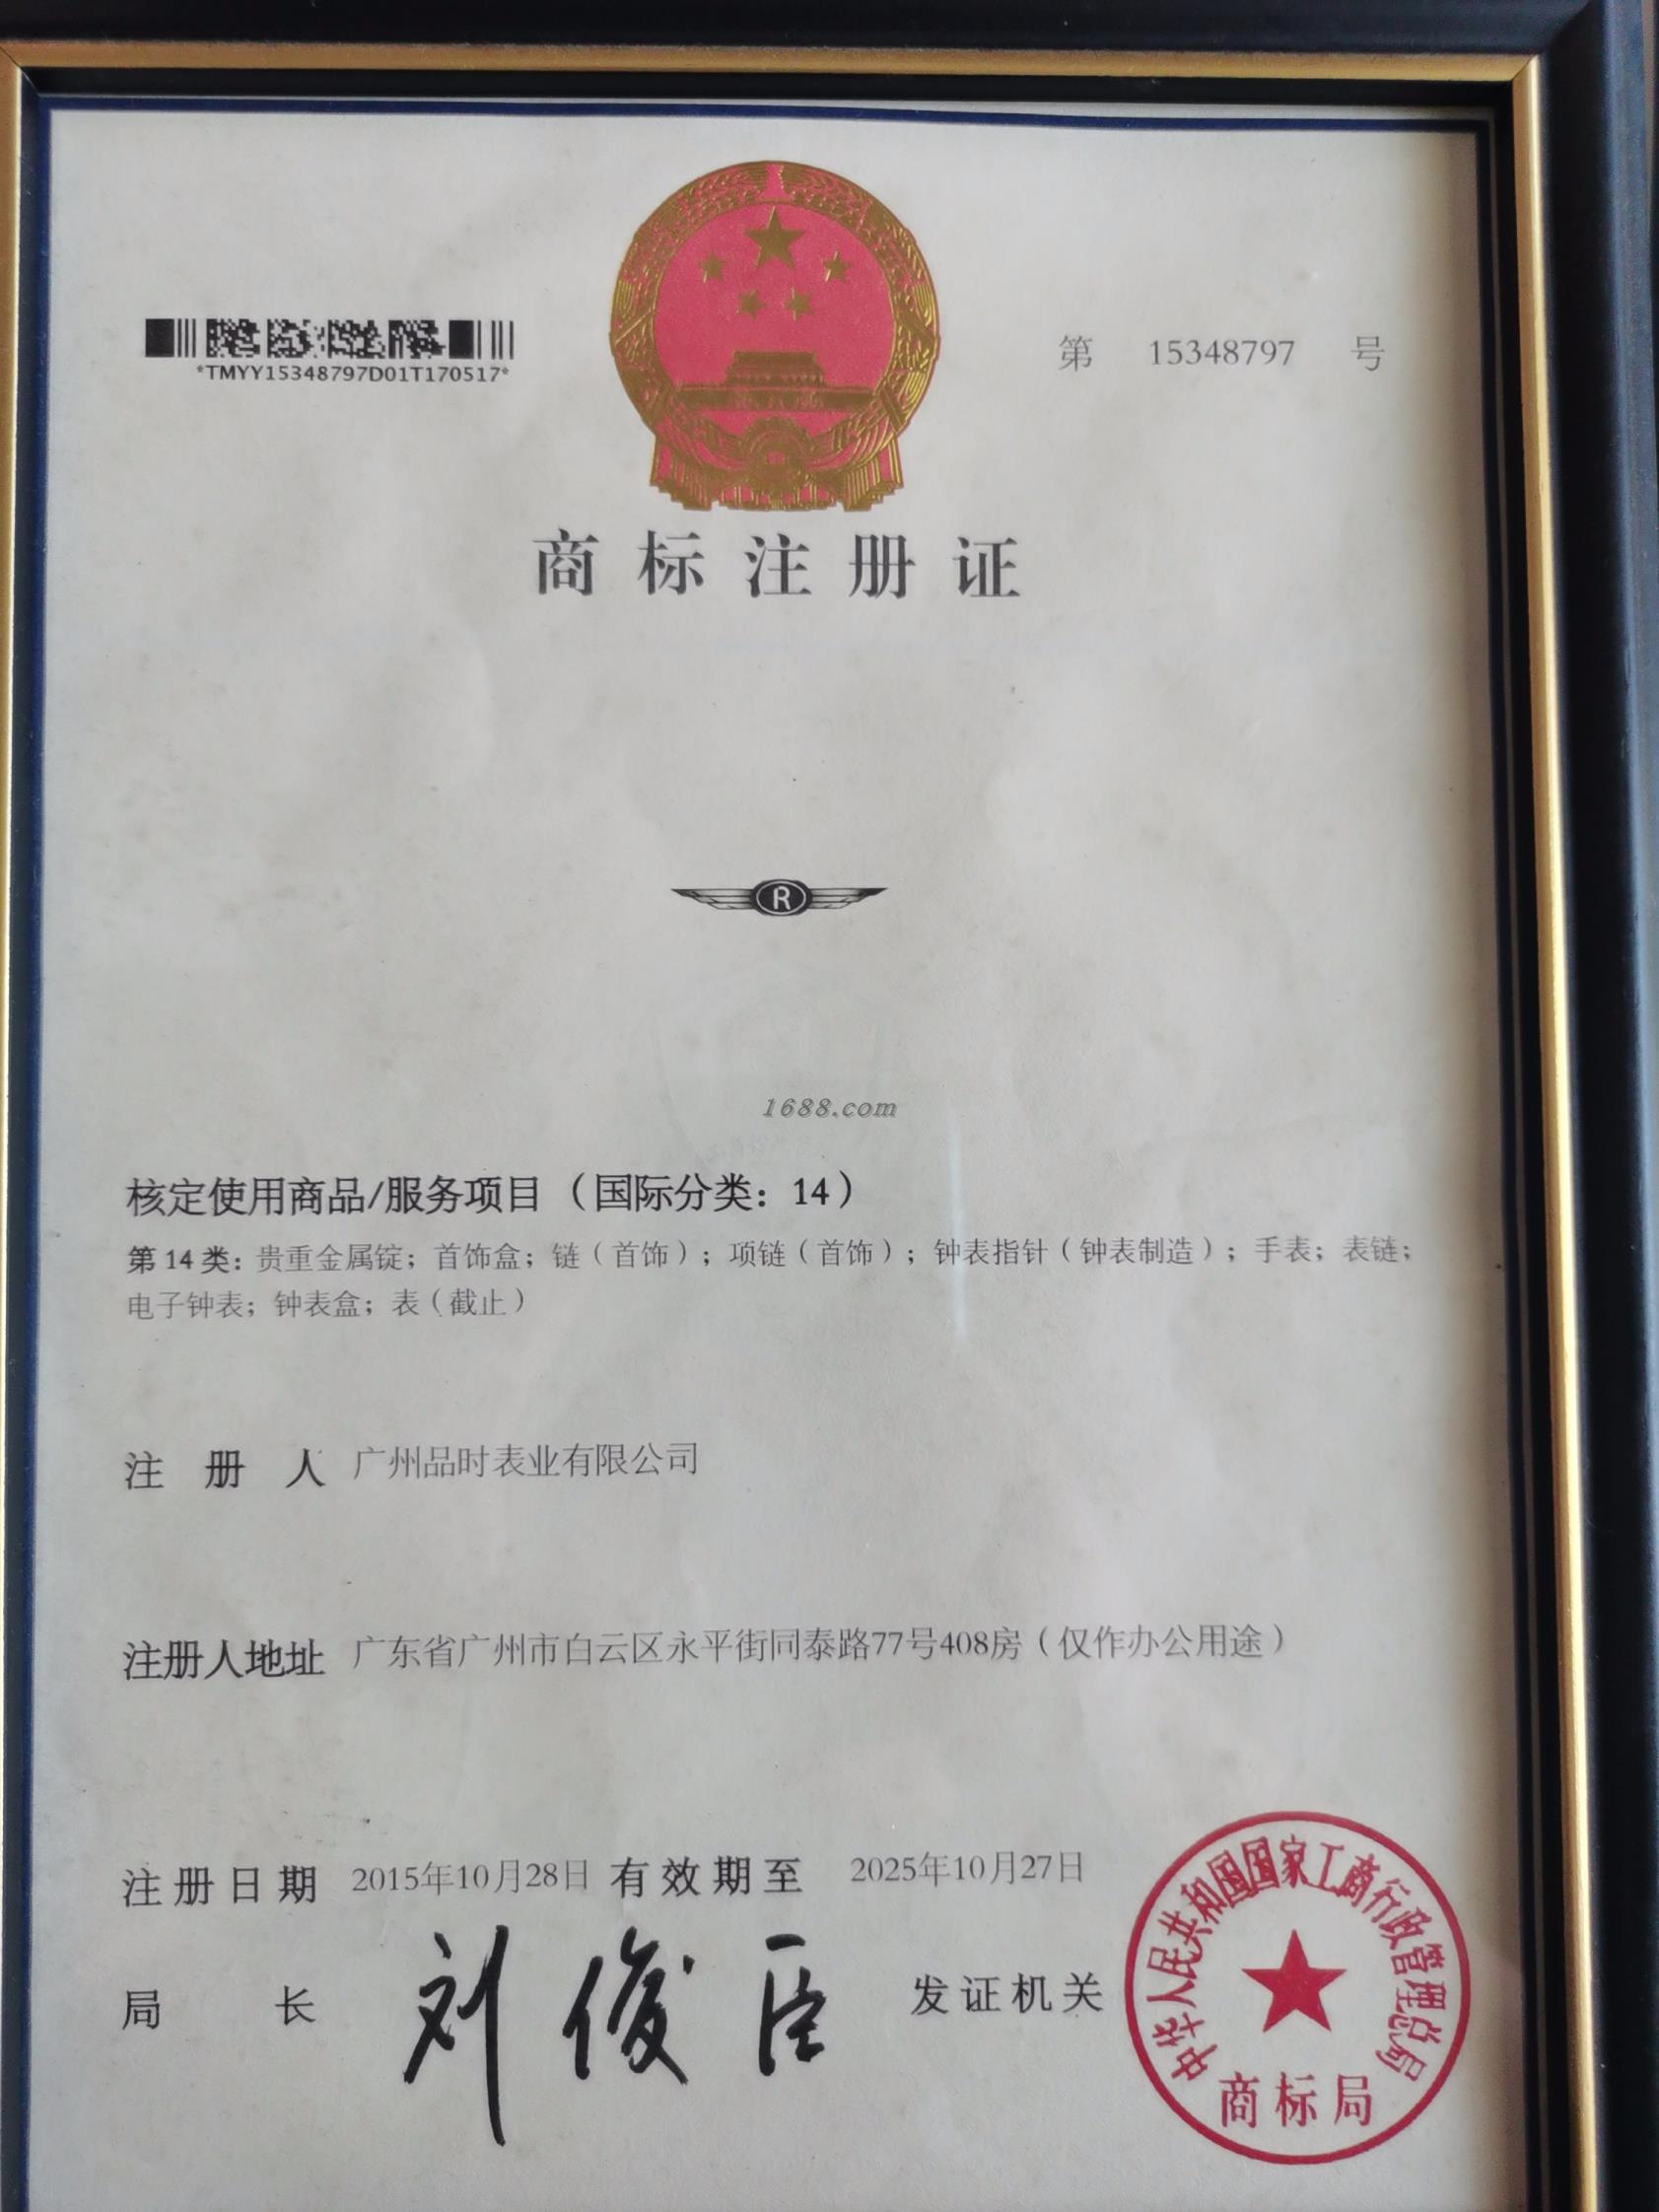 *TMYY15348797D01T170517*
第 15348797 号
商标注册证
R
1688.com
核定使用商品/服务项目（国际分类：14）
第14类：贵重金属锭；首饰盒；链（首饰）；项链（首饰）；钟表指针（钟表制造）；手表；表链；
电子钟表；钟表盒；表（截止）
注册人 广州品时表业有限公司
注册人地址 广东省广州市白云区永平街同泰路77号408房（仅作办公用途）
注册日期 2015年10月28日 有效期至 2025年10月27日
局长 刘俊臣 发证机关
中华人民共和国国家工商行政管理总局
商标局